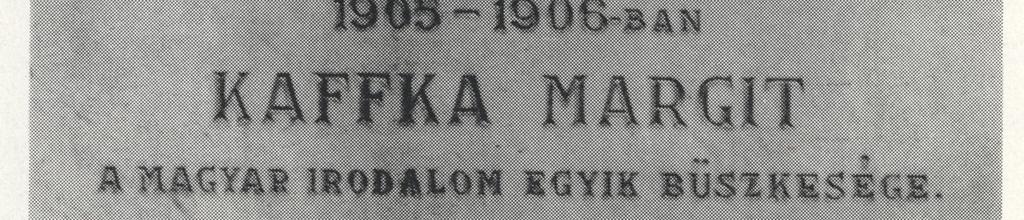 1905-1906-BAN
KAFFKA MARGIT
A MAGYAR IRODALOM EGYIK BÜSZKESÉGE.